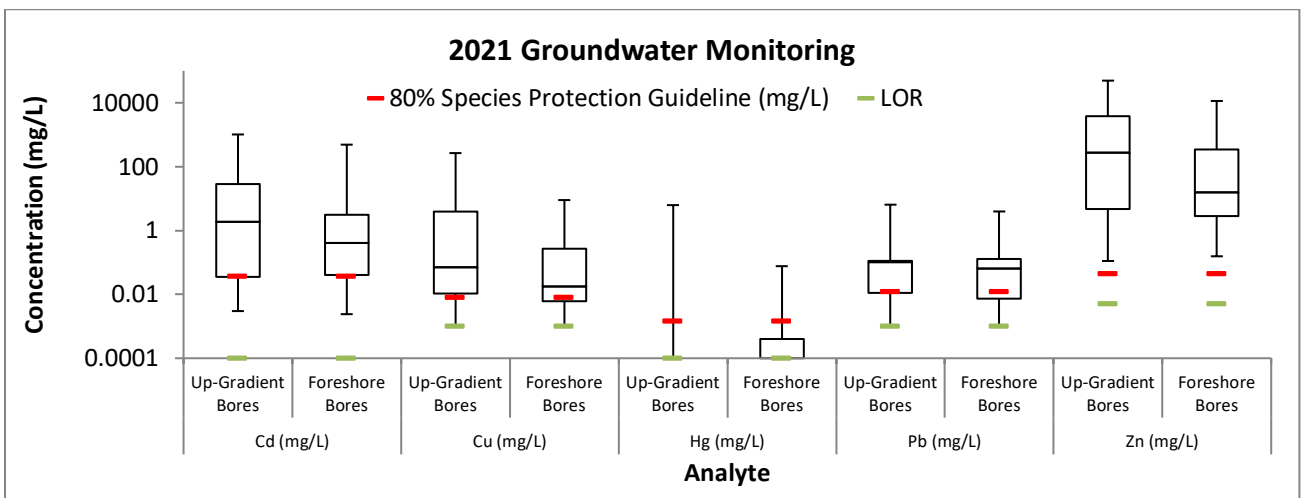 2021 Groundwater Monitoring
80% Species Protection Guideline (mg/L) LOR
Concentration (mg/L)
10000
100
1
0.01
0.0001
Up-Gradient Foreshore Up-Gradient Foreshore Up-Gradient Foreshore Up-Gradient Foreshore Up-Gradient Foreshore
Bores Bores Bores Bores Bores Bores Bores Bores Bores Bores
Cd (mg/L) Cu (mg/L) Hg (mg/L) Pb (mg/L) Zn (mg/L)
Analyte